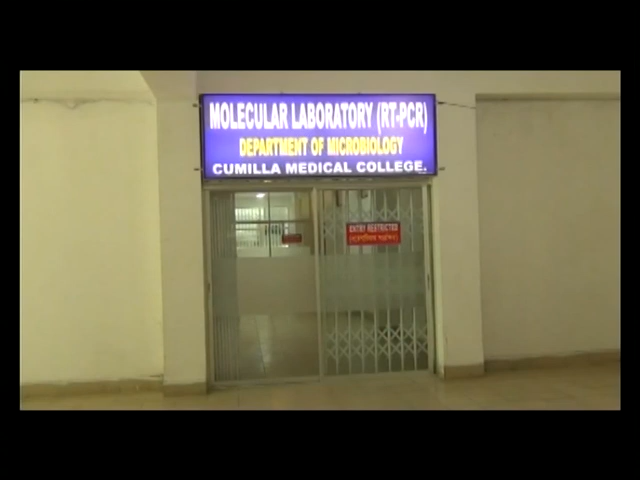 MOLECULAR LABORATORY (RT-PCR)
DEPARTMENT OF MICROBIOLOGY
CUMILLA MEDICAL COLLEGE.
ENTRY RESTRICTED